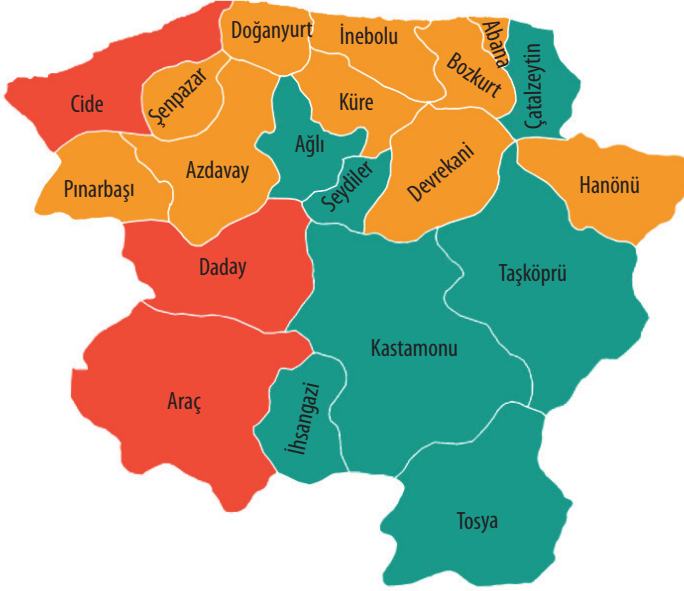 Doğanyurt
İnebolu
Abana
Bozkurt
Çatalzeytin
Cide
Şenpazar
Küre
Ağlı
Pınarbaşı
Azdavay
Seydiler
Devrekani
Hanönü
Daday
Taşköprü
Kastamonu
Araç
İhsangazi
Tosya